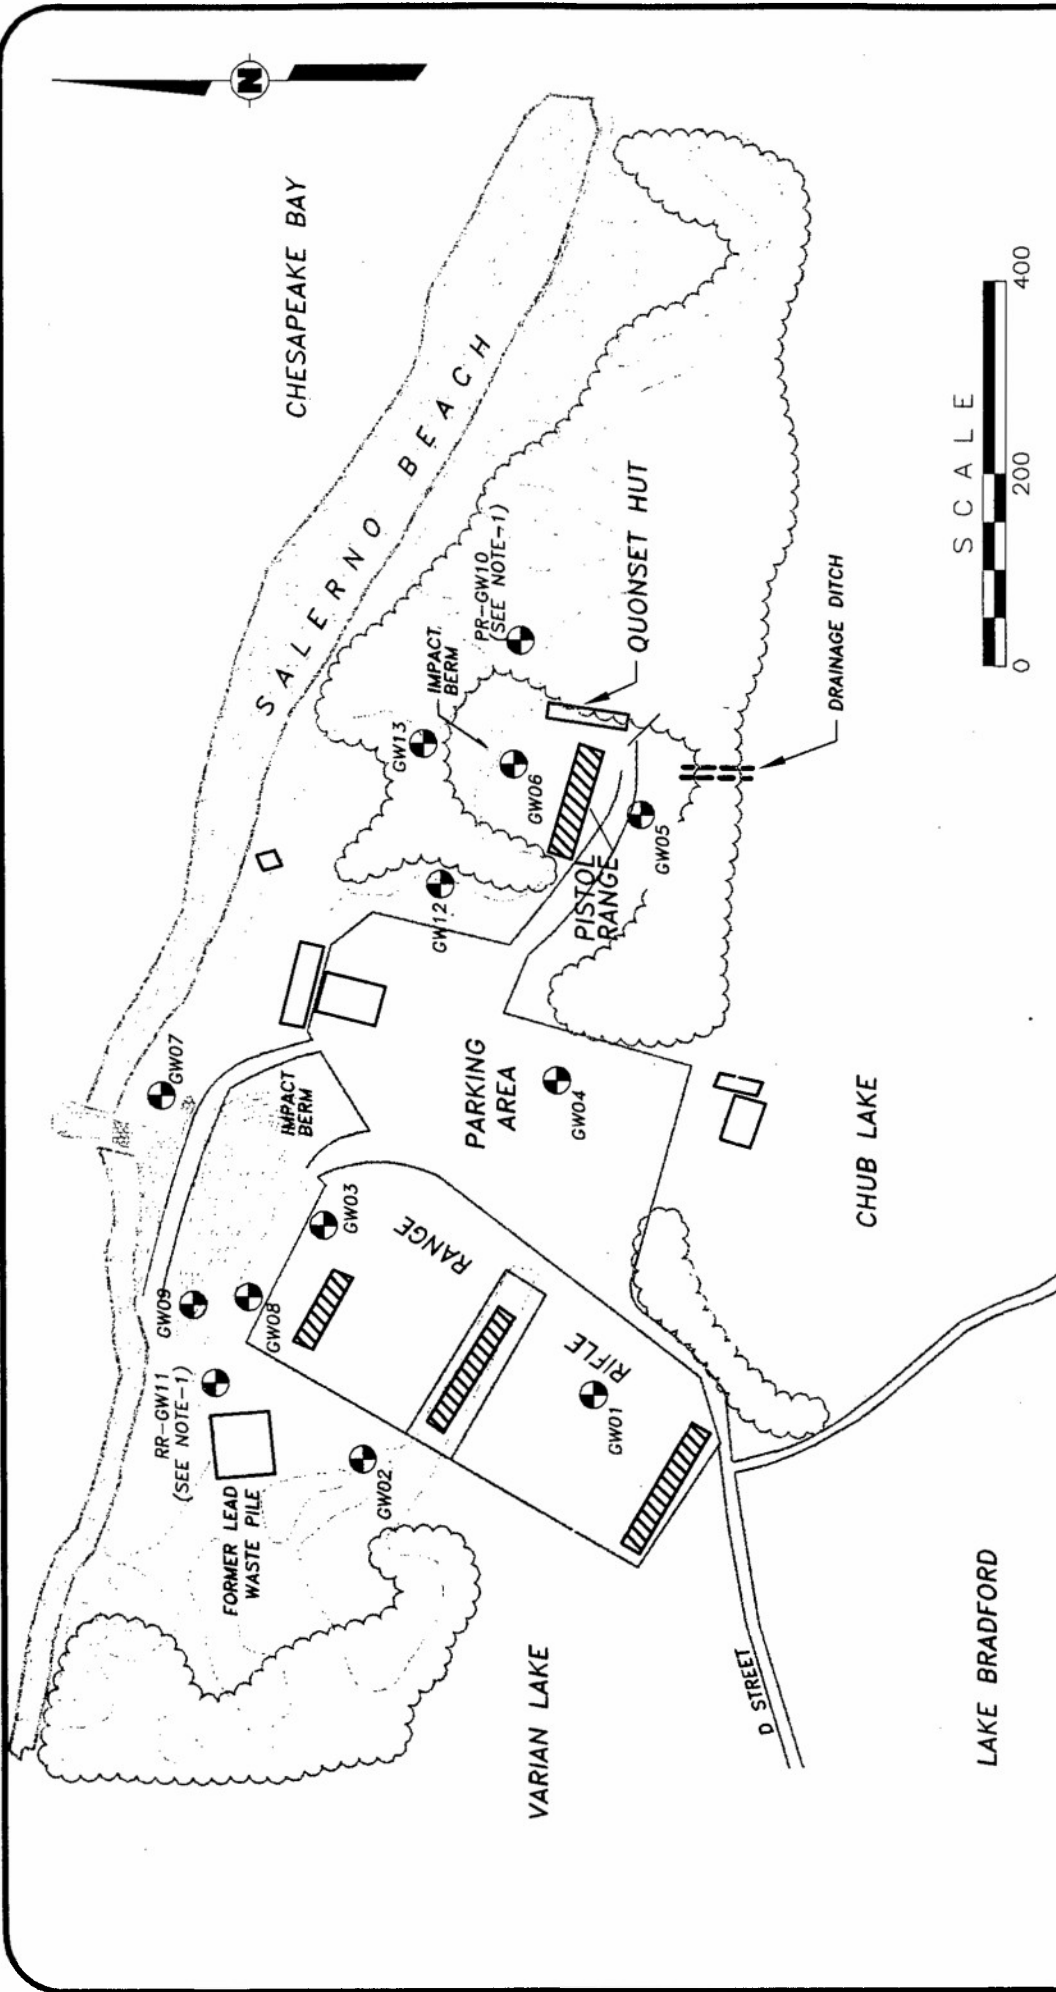 N
CHESAPEAKE BAY
SALERNO BEACH
PR-GW10
(SEE NOTE-1)
IMPACT
BERM
QUONSET HUT
GW13
GW06
GW12
PISTOL
RANGE
GW05
DRAINAGE DITCH
SCALE
0
200
400
GW07
IMPACT
BERM
PARKING
AREA
GW04
CHUB LAKE
GW03
GW09
GW08
RIFLE
RANGE
GW01
RR-GW11
(SEE NOTE-1)
FORMER LEAD
WASTE PILE
GW02
VARIAN LAKE
D STREET
LAKE BRADFORD